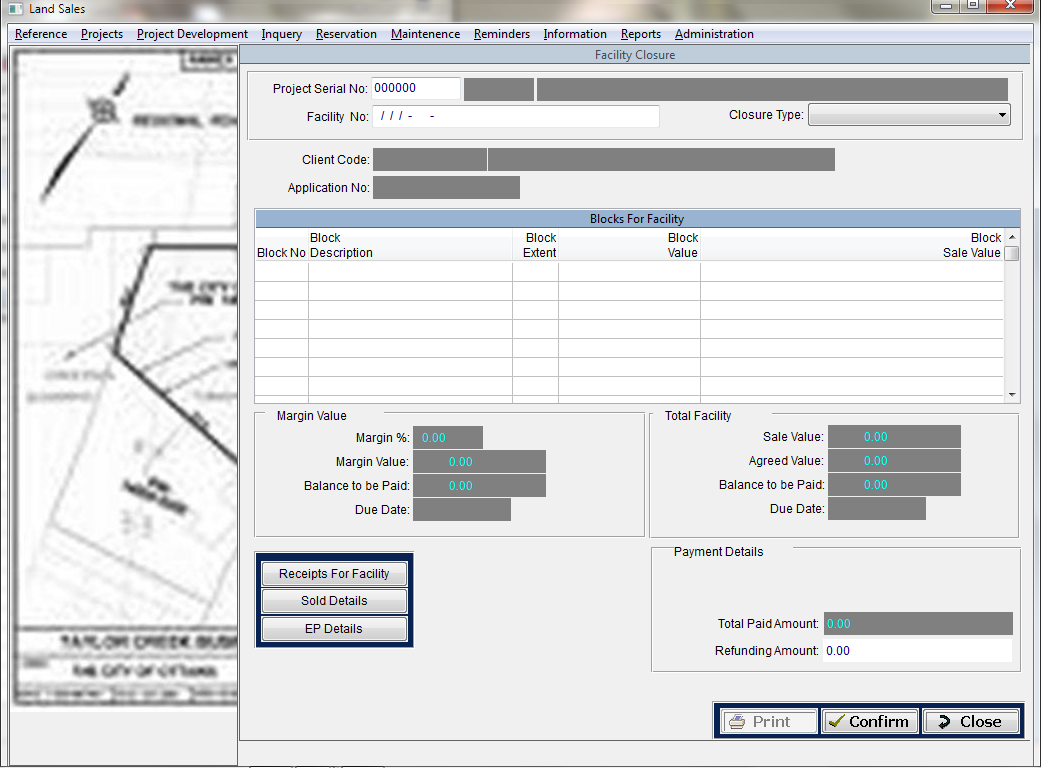 Land Sales
Reference Projects Project Development Inquery Reservation Maintenence Reminders Information Reports Administration
Facility Closure
Project Serial No: 000000
Facility No: / / / - -
Closure Type:
Client Code:
Application No:
Blocks For Facility
Block No
Block
Description
Block
Extent
Block
Value
Block
Sale Value
Margin Value
Margin %: 0.00
Margin Value: 0.00
Balance to be Paid: 0.00
Due Date:
Total Facility
Sale Value: 0.00
Agreed Value: 0.00
Balance to be Paid: 0.00
Due Date:
Receipts For Facility
Sold Details
EP Details
Payment Details
Total Paid Amount: 0.00
Refunding Amount: 0.00
Print Confirm Close
TAYLOR CREEK BUSI
THE CITY OF OTTAWA